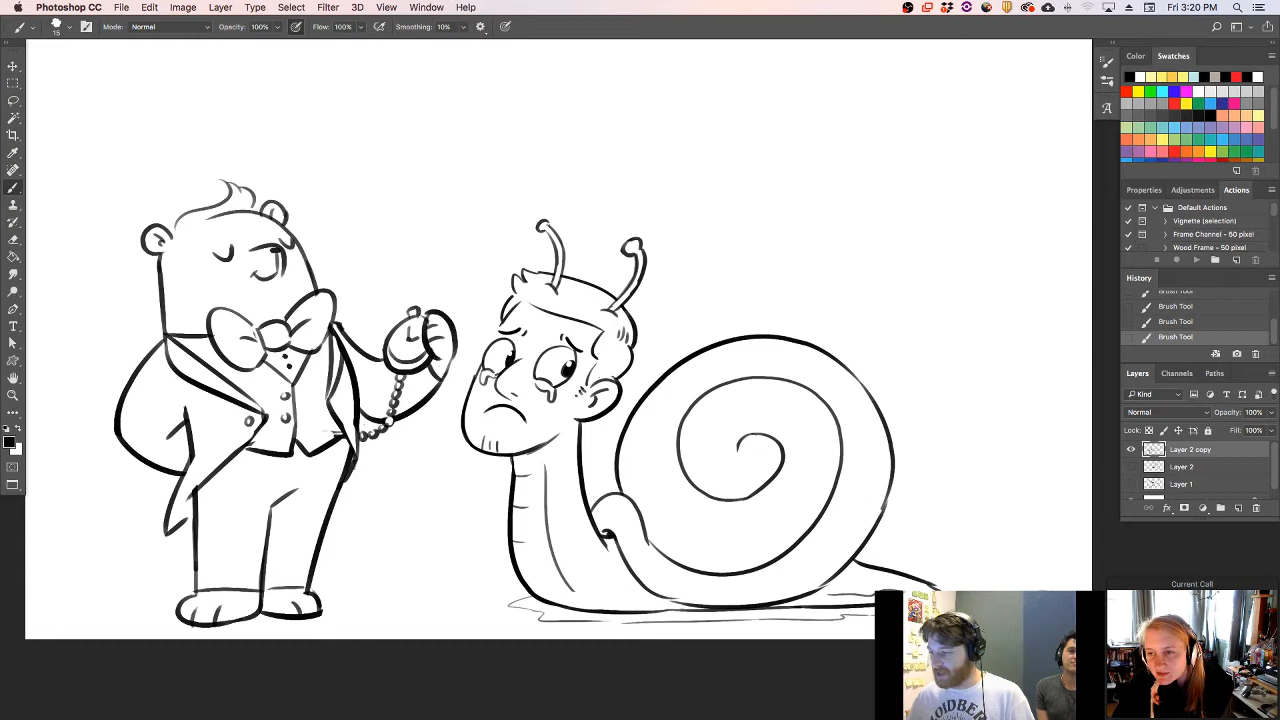 Photoshop CC File Edit Image Layer Type Select Filter 3D View Window Help Fri 3:20 PM
15 Mode: Normal Opacity: 100% Flow: 100% Smoothing: 10%
Color Swatches
Properties Adjustments Actions
Default Actions
Vignette (selection)
Frame Channel - 50 pixel
Wood Frame - 50 pixel
History
Brush Tool
Brush Tool
Brush Tool
Brush Tool
Layers Channels Paths
Kind
Normal Opacity: 100%
Lock: Fill: 100%
Layer 2 copy
Layer 2
Layer 1
Current Call